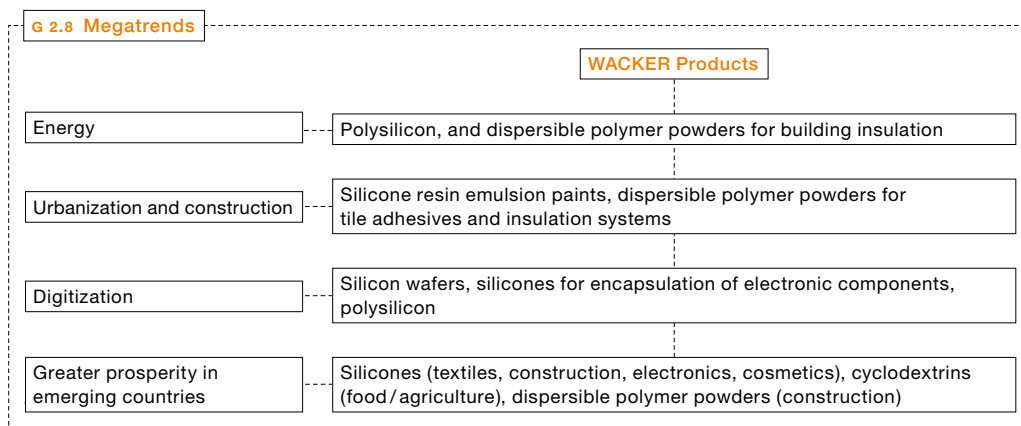 G 2.8 Megatrends
WACKER Products
Energy
Polysilicon, and dispersible polymer powders for building insulation
Urbanization and construction
Silicone resin emulsion paints, dispersible polymer powders for
tile adhesives and insulation systems
Digitization
Silicon wafers, silicones for encapsulation of electronic components,
polysilicon
Greater prosperity in
emerging countries
Silicones (textiles, construction, electronics, cosmetics), cyclodextrins
(food / agriculture), dispersible polymer powders (construction)